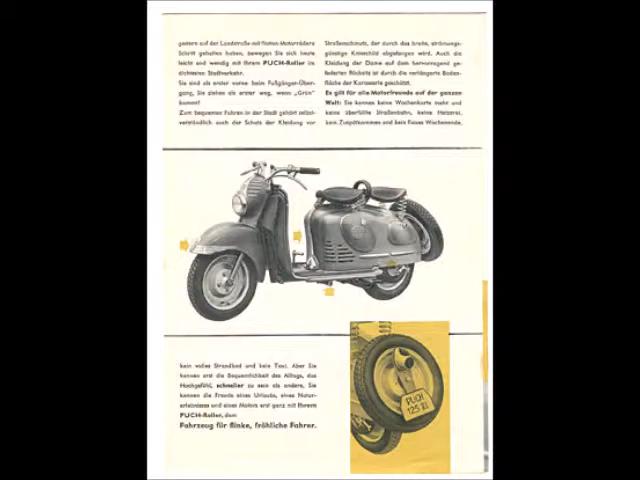 gestern auf der Landstraße mit flotten Motorrädern
Schritt gehalten haben, bewegen Sie sich heute
leicht und wendig mit Ihrem PUCH-Roller im
dichtesten Stadtverkehr.
Sie sind als erster vorne beim Fußgänger-Über-
gang, Sie ziehen als erster weg, wenn „Grün"
kommt!
Zum bequemen Fahren in der Stadt gehört selbst-
verständlich auch der Schutz der Kleidung vor
Straßenschmutz, der durch das breite, strömungs-
günstige Knieschild abgefangen wird. Auch die
Kleidung der Dame auf dem hervorragend ge-
federten Rücksitz ist durch die verlängerte Boden-
fläche der Karosserie geschützt.
Es gilt für alle Motorfreunde auf der ganzen
Welt: Sie kennen keine Wochenkarte mehr und
keine überfüllte Straßenbahn, keine Hetzerei,
kein Zuspätkommen und kein fixes Wochenende,
kein volles Strandbad und kein Taxi. Aber Sie
kennen erst die Bequemlichkeit des Alltags, das
Hochgefühl, schneller zu sein als andere, Sie
kennen die Freude eines Urlaubs, eines Natur-
erlebnisses und eines Motors erst ganz mit Ihrem
PUCH-Roller, dem
Fahrzeug für flinke, fröhliche Fahrer.
PUCH
125